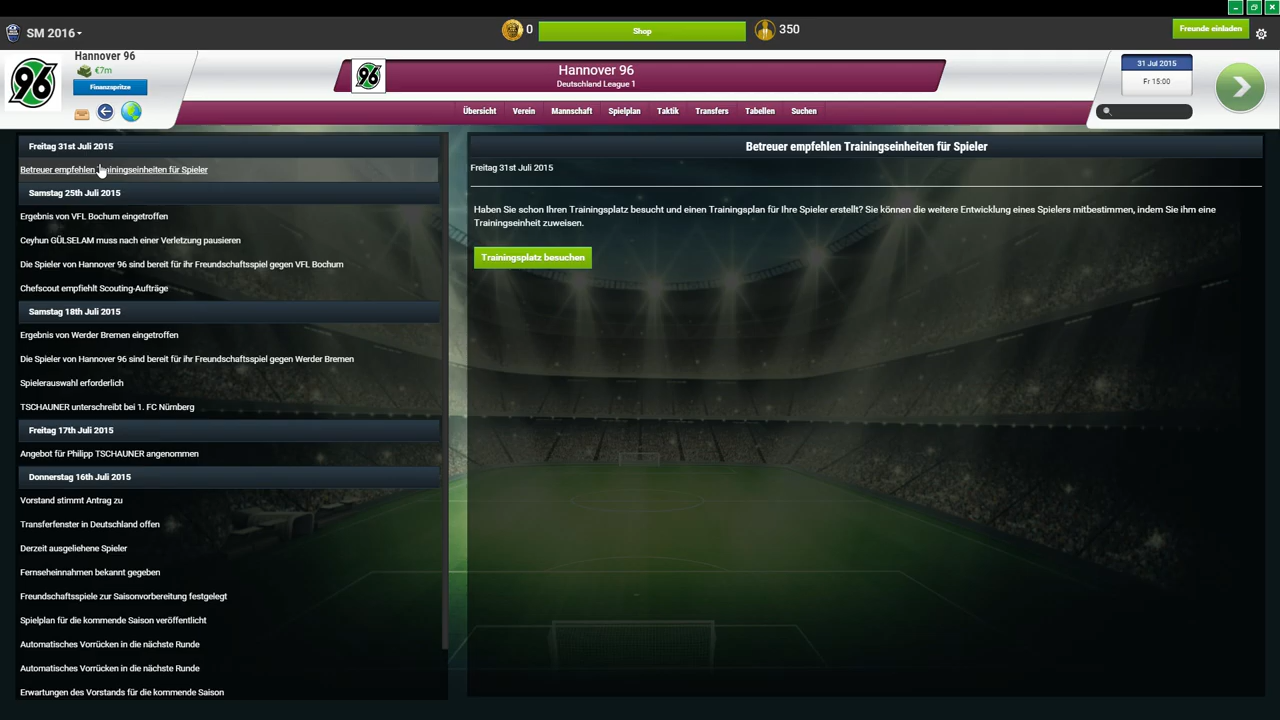 SM 2016
0
Shop
350
Freunde einladen
96
Hannover 96
€7m
Finanzspritze
96
Hannover 96
Deutschland League 1
31 Jul 2015
Fr 15:00
Übersicht Verein Mannschaft Spielplan Taktik Transfers Tabellen Suchen
Freitag 31st Juli 2015
Betreuer empfehlen Trainingseinheiten für Spieler
Samstag 25th Juli 2015
Ergebnis von VFL Bochum eingetroffen
Ceyhun GÜLSELAM muss nach einer Verletzung pausieren
Die Spieler von Hannover 96 sind bereit für ihr Freundschaftsspiel gegen VFL Bochum
Chefscout empfiehlt Scouting-Aufträge
Samstag 18th Juli 2015
Ergebnis von Werder Bremen eingetroffen
Die Spieler von Hannover 96 sind bereit für ihr Freundschaftsspiel gegen Werder Bremen
Spielerauswahl erforderlich
TSCHAUNER unterschreibt bei 1. FC Nürnberg
Freitag 17th Juli 2015
Angebot für Philipp TSCHAUNER angenommen
Donnerstag 16th Juli 2015
Vorstand stimmt Antrag zu
Transferfenster in Deutschland offen
Derzeit ausgeliehene Spieler
Fernseheinnahmen bekannt gegeben
Freundschaftsspiele zur Saisonvorbereitung festgelegt
Spielplan für die kommende Saison veröffentlicht
Automatisches Vorrücken in die nächste Runde
Automatisches Vorrücken in die nächste Runde
Erwartungen des Vorstands für die kommende Saison
Betreuer empfehlen Trainingseinheiten für Spieler
Freitag 31st Juli 2015
Haben Sie schon Ihren Trainingsplatz besucht und einen Trainingsplan für Ihre Spieler erstellt? Sie können die weitere Entwicklung eines Spielers mitbestimmen, indem Sie ihm eine
Trainingseinheit zuweisen.
Trainingsplatz besuchen